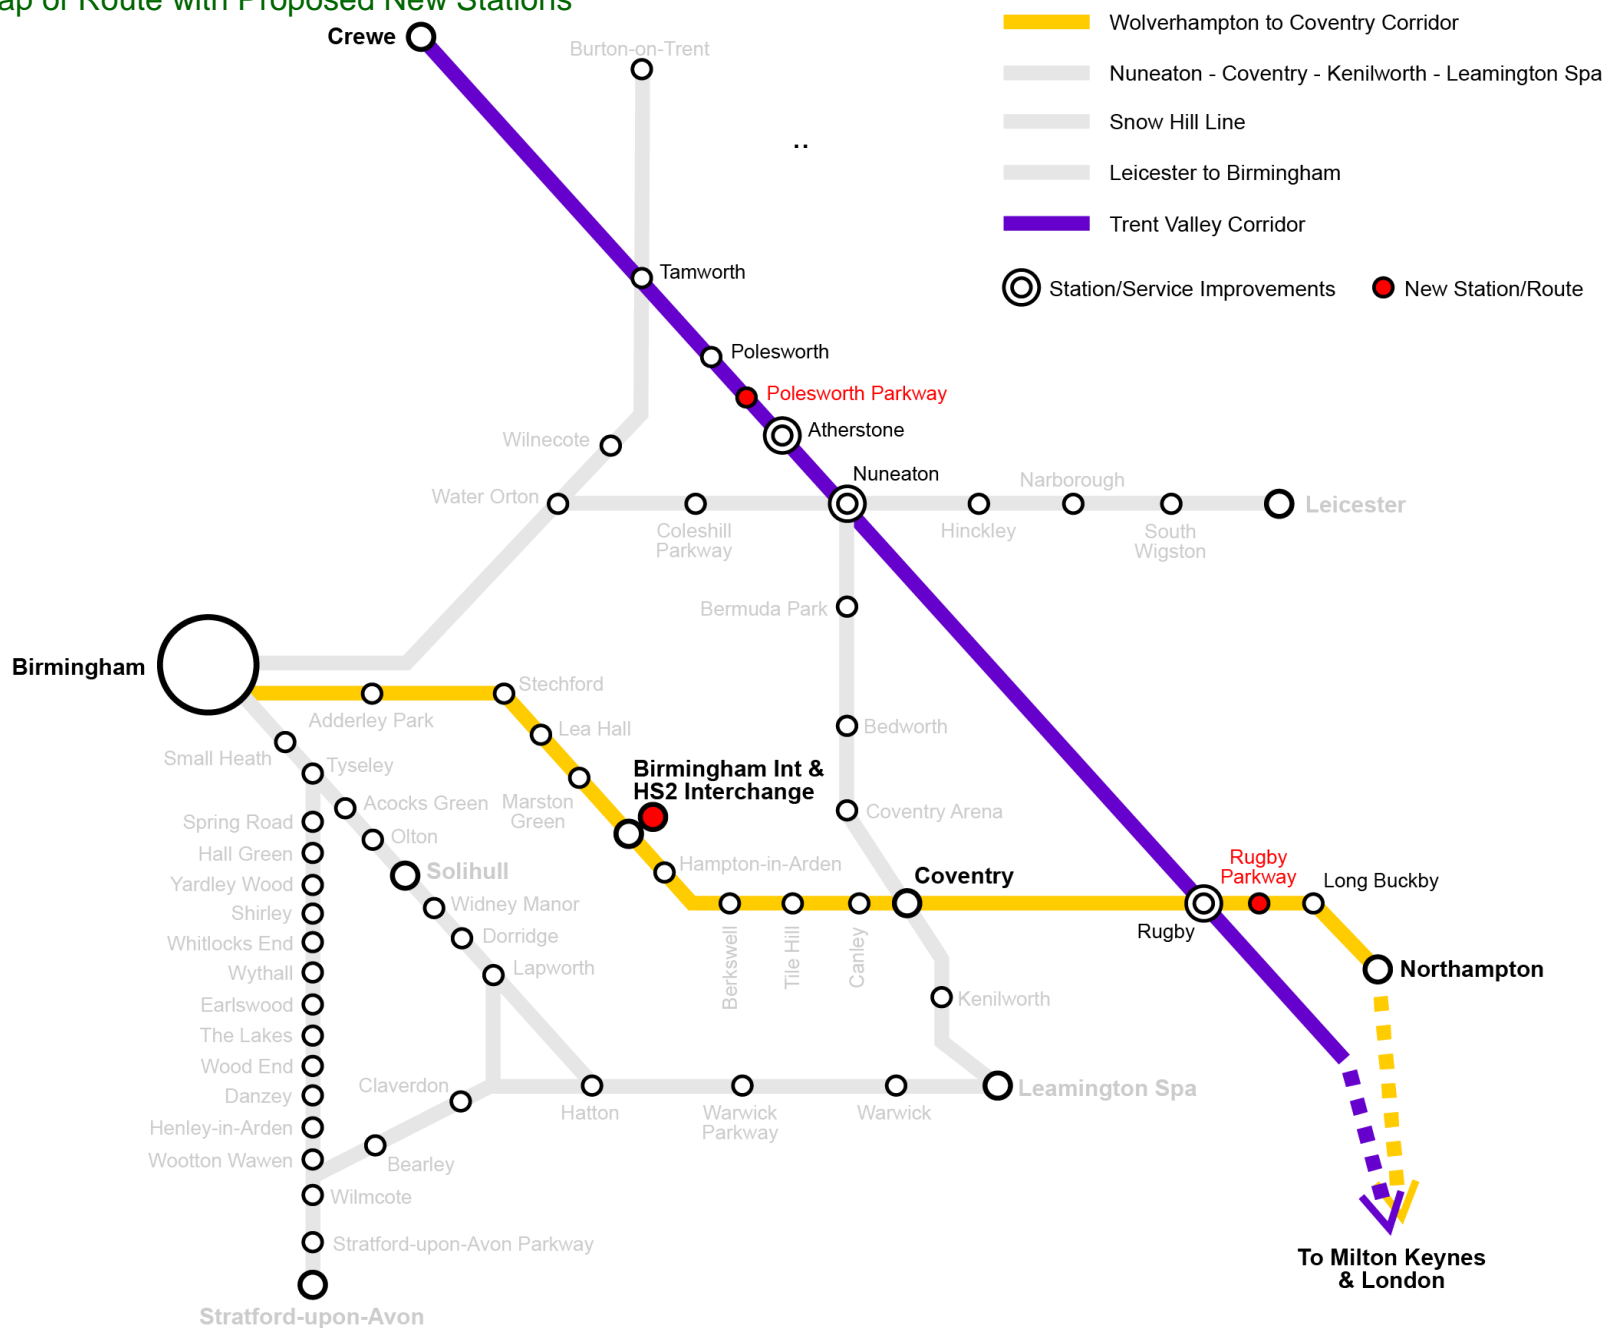 ap of Route with Proposed New Stations
Wolverhampton to Coventry Corridor
Nuneaton - Coventry - Kenilworth - Leamington Spa
Snow Hill Line
Leicester to Birmingham
Trent Valley Corridor
Station/Service Improvements
New Station/Route
Crewe
Burton-on-Trent
..
Tamworth
Polesworth
Polesworth Parkway
Atherstone
Wilnecote
Nuneaton
Water Orton
Coleshill
Parkway
Hinckley
Narborough
South
Wigston
Leicester
Bermuda Park
Birmingham
Stechford
Adderley Park
Lea Hall
Bedworth
Small Heath
Tyseley
Birmingham Int &
HS2 Interchange
Marston
Green
Acocks Green
Coventry Arena
Spring Road
Olton
Hall Green
Solihull
Hampton-in-Arden
Coventry
Rugby
Parkway
Long Buckby
Yardley Wood
Widney Manor
Shirley
Dorridge
Whitlocks End
Berkswell
Tile Hill
Canley
Rugby
Lapworth
Northampton
Wythall
Kenilworth
Earlswood
The Lakes
Wood End
Claverdon
Danzey
Hatton
Warwick
Parkway
Warwick
Leamington Spa
Henley-in-Arden
Wootton Wawen
Bearley
Wilmcote
Stratford-upon-Avon Parkway
To Milton Keynes
& London
Stratford-upon-Avon